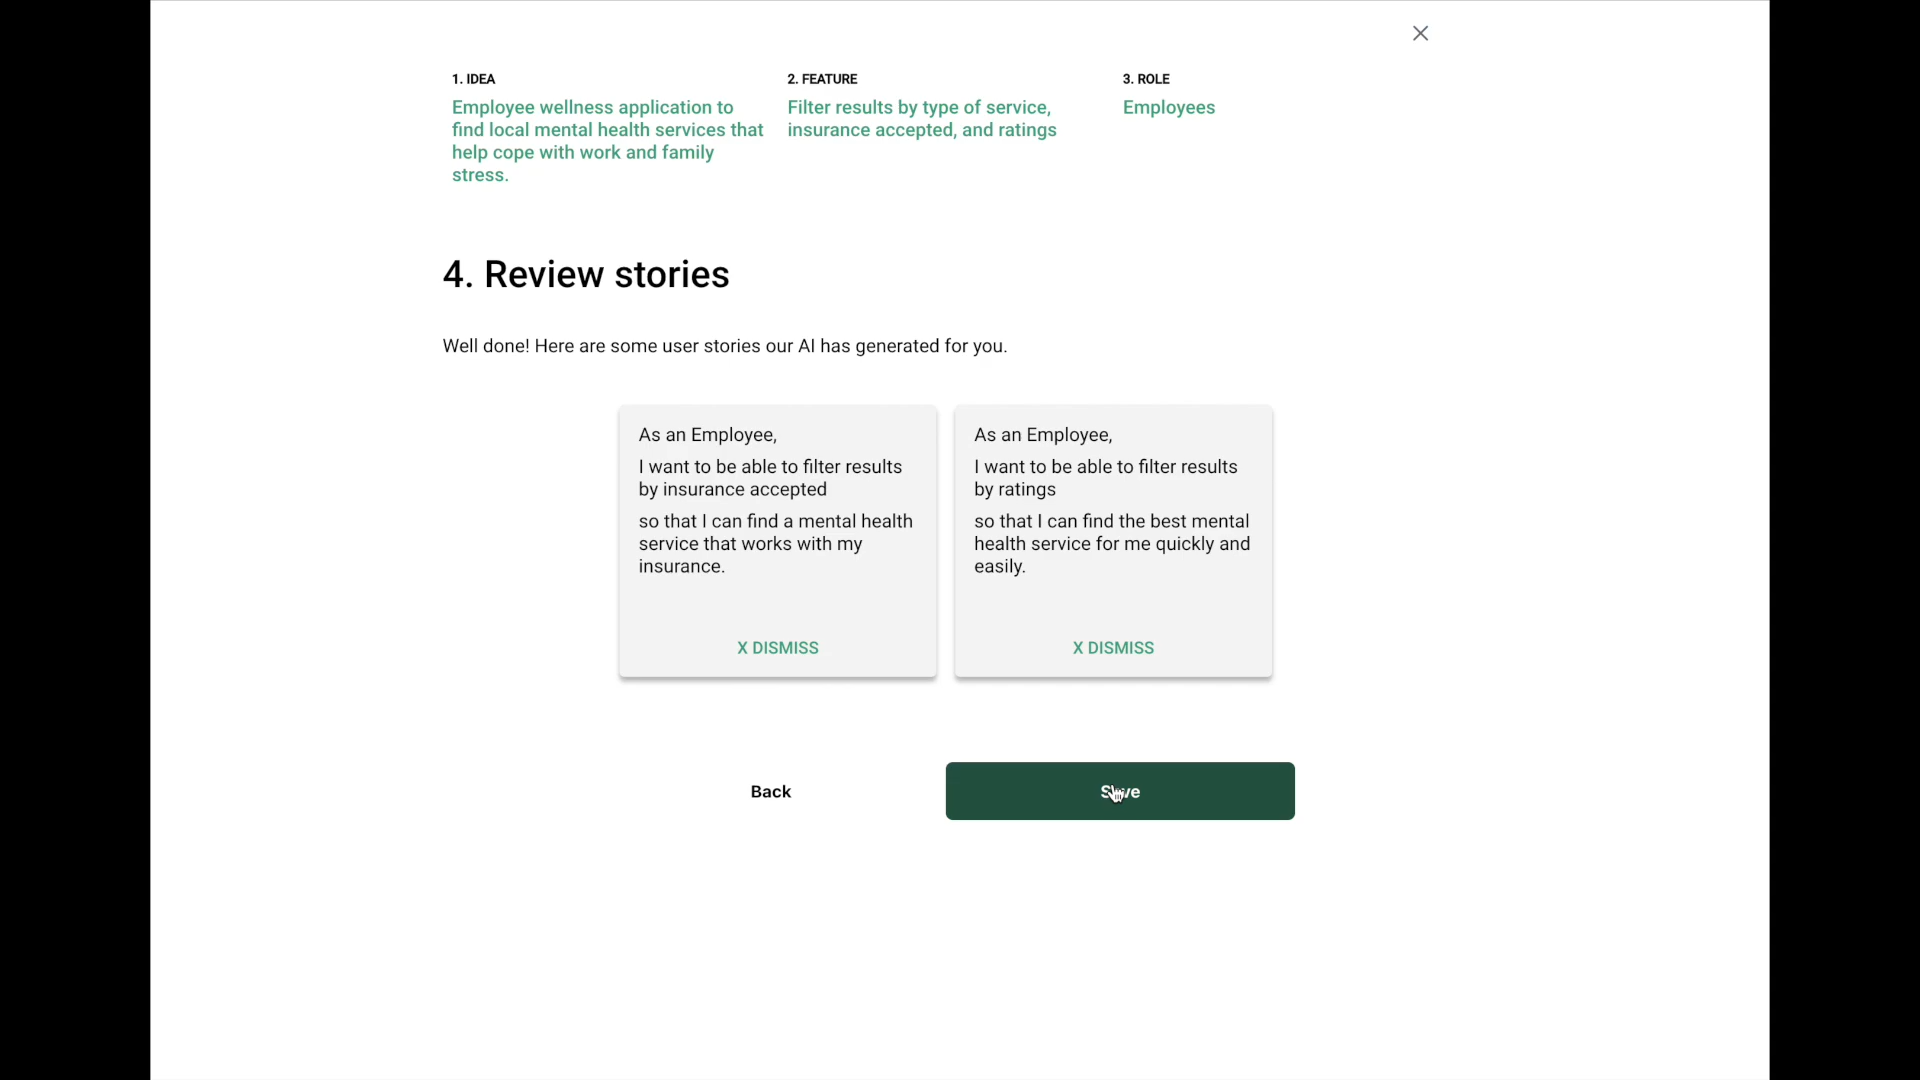 1. IDEA
Employee wellness application to
find local mental health services that
help cope with work and family
stress.
2. FEATURE
Filter results by type of service,
insurance accepted, and ratings
3. ROLE
Employees
4. Review stories
Well done! Here are some user stories our AI has generated for you.
As an Employee,
I want to be able to filter results
by insurance accepted
so that I can find a mental health
service that works with my
insurance.
X DISMISS
As an Employee,
I want to be able to filter results
by ratings
so that I can find the best mental
health service for me quickly and
easily.
X DISMISS
Back
Save